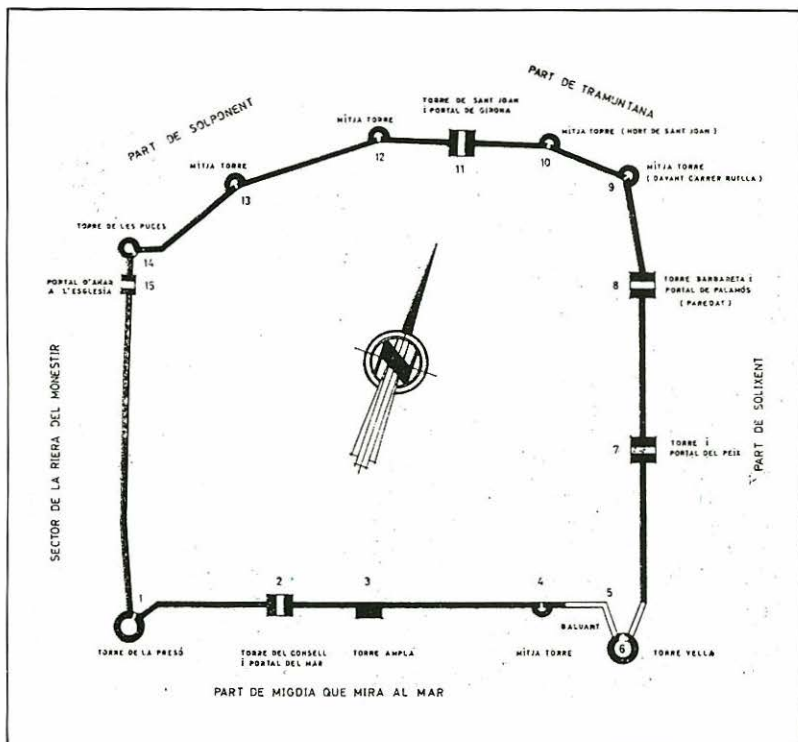 PART DE TRAMUNTANA
PART DE SOLPONENT
TORRE DE SANT JOAN
I PORTAL DE GIRONA
MITJA TORRE
12
11
10
MITJA TORRE (HORT DE SANT JOAN)
MITJA TORRE
13
9
MITJA TORRE
(DAVANT CARRER RUTLLA)
TORRE DE LES PUCES
14
PORTAL D'ANAR
A L'ESGLESÍA
15
8
TORRE BARBADETA I
PORTAL DE PALAMÓS
(PAREDAT)
SECTOR DE LA RIERA DEL MONESTIR
7
TORRE I
PORTAL DEL PEIX
PART DE SOLIXENT
1
2
3
4
5
BALUANT
6
TORRE DE LA PRESÓ
TORRE DEL CONSELL
I PORTAL DEL MAR
TORRE AMPLA
MITJA TORRE
TORRE VELLA
PART DE MIGDIA QUE MIRA AL MAR